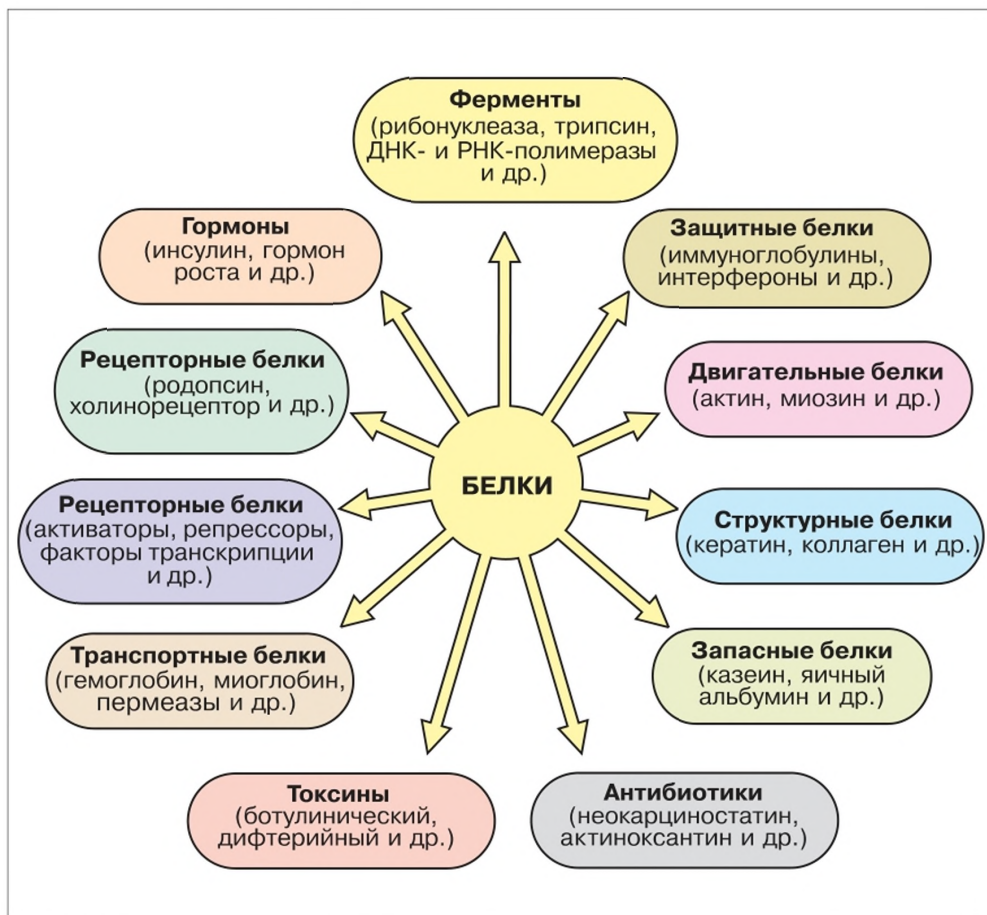 Ферменты
(рибонуклеаза, трипсин,
ДНК- и РНК-полимеразы
и др.)
Гормоны
(инсулин, гормон
роста и др.)
Защитные белки
(иммуноглобулины,
интерфероны и др.)
Рецепторные белки
(родопсин,
холинорецептор и др.)
Двигательные белки
(актин, миозин и др.)
БЕЛКИ
Рецепторные белки
(активаторы, репрессоры,
факторы транскрипции
и др.)
Структурные белки
(кератин, коллаген и др.)
Транспортные белки
(гемоглобин, миоглобин,
пермеазы и др.)
Запасные белки
(казеин, яичный
альбумин и др.)
Токсины
(ботулинический,
дифтерийный и др.)
Антибиотики
(неокарциностатин,
актиноксантин и др.)